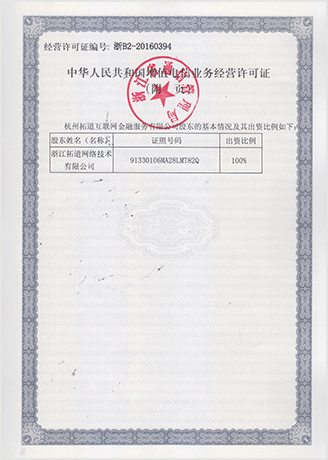 经营许可证编号: 浙B2-20160394
中华人民共和国增值电信业务经营许可证
(附 页)
杭州拓道互联网金融服务有限公司股东的基本情况及其出资比例如下:
股东姓名(名称) 证照号码 出资比例
浙江拓道网络技术有限公司 91330106MA28LMT82Q 100%